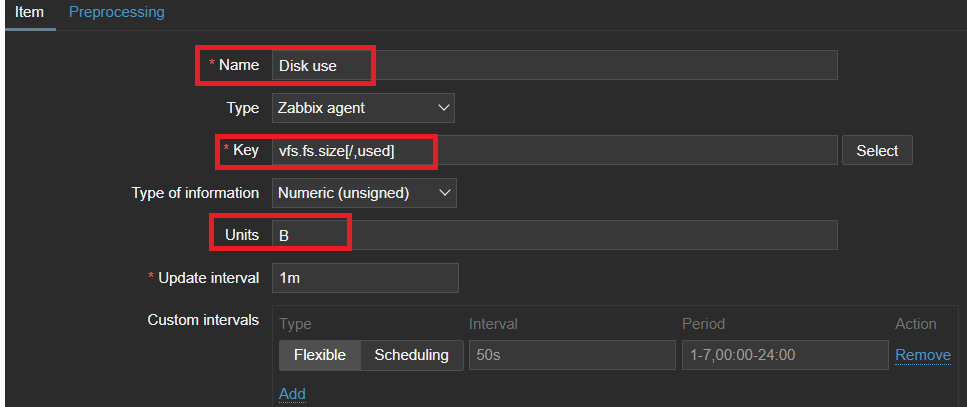 Item Preprocessing
* Name Disk use
Type Zabbix agent
* Key vfs.fs.size[/,used] Select
Type of information Numeric (unsigned)
Units B
* Update interval 1m
Custom intervals Type Interval Period Action
Flexible Scheduling 50s 1-7,00:00-24:00 Remove
Add